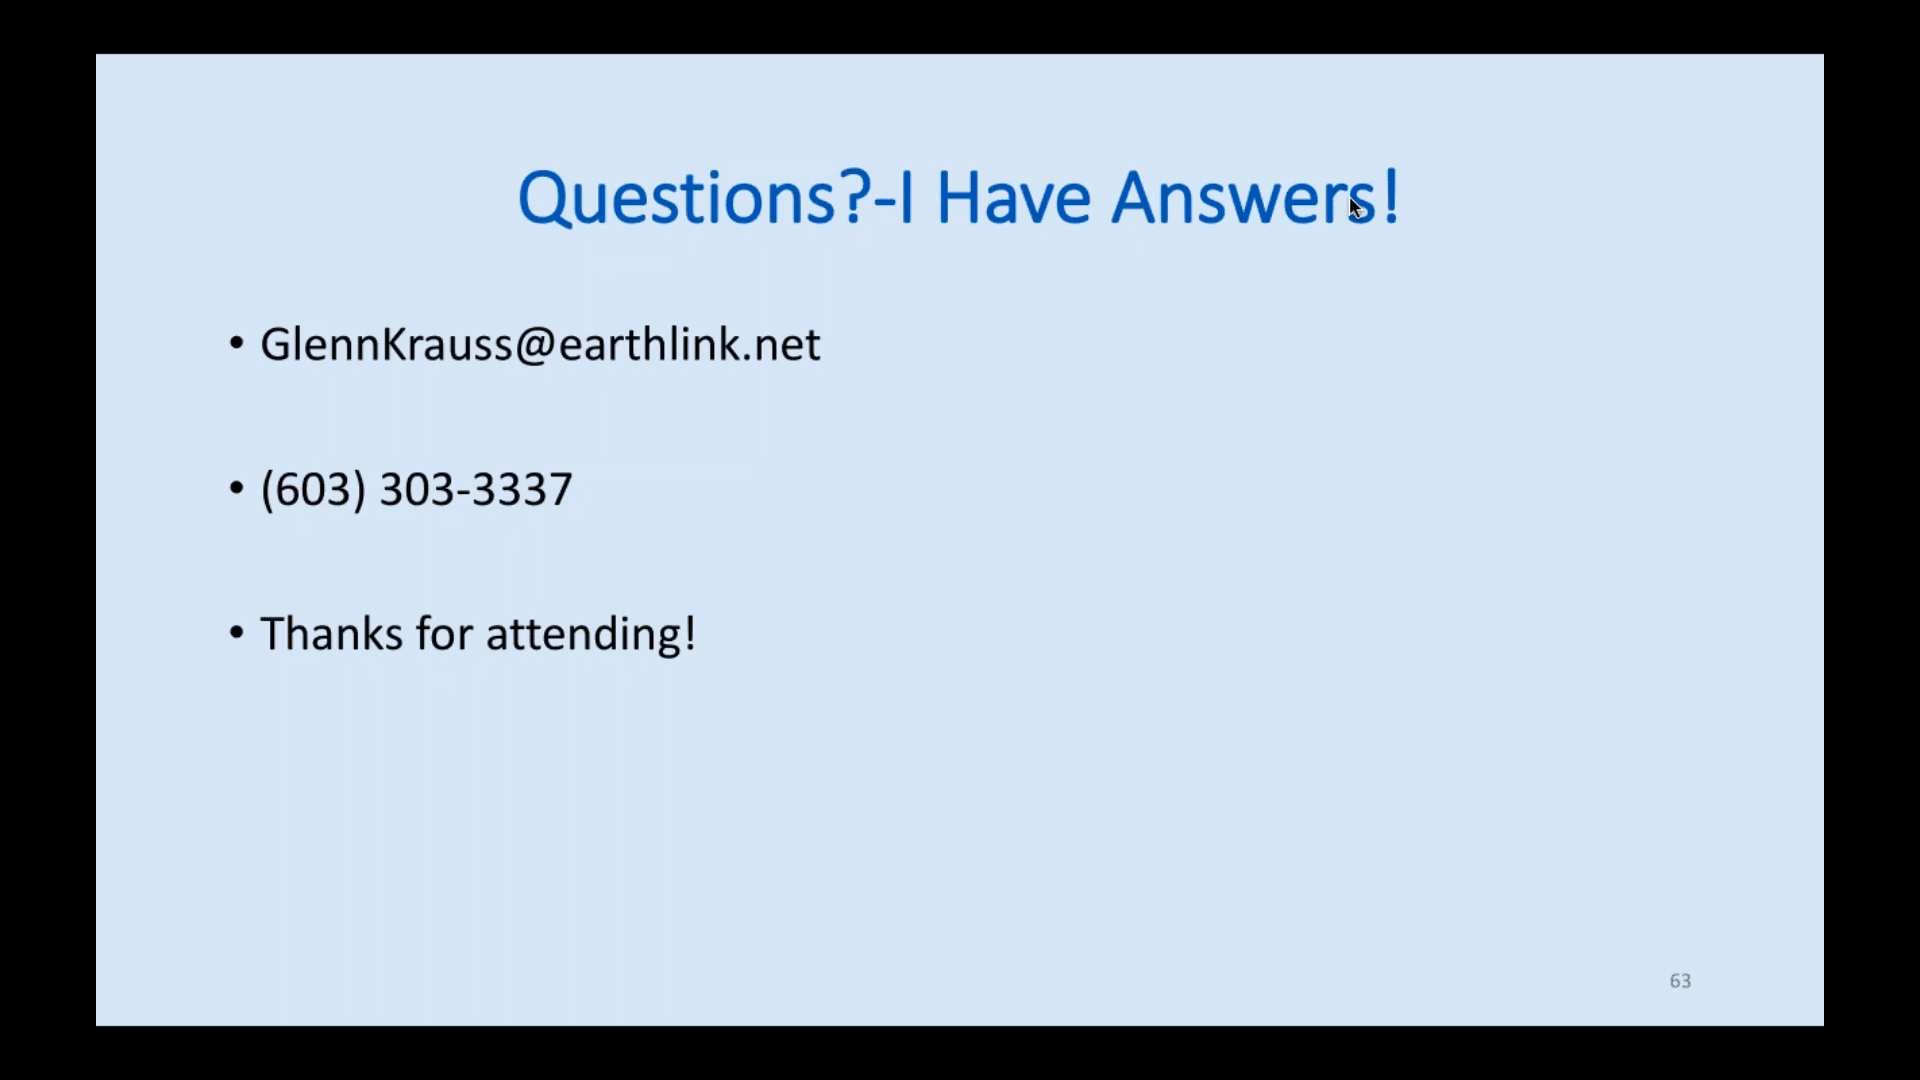 Questions?-I Have Answers!
• GlennKrauss@earthlink.net
• (603) 303-3337
• Thanks for attending!
63